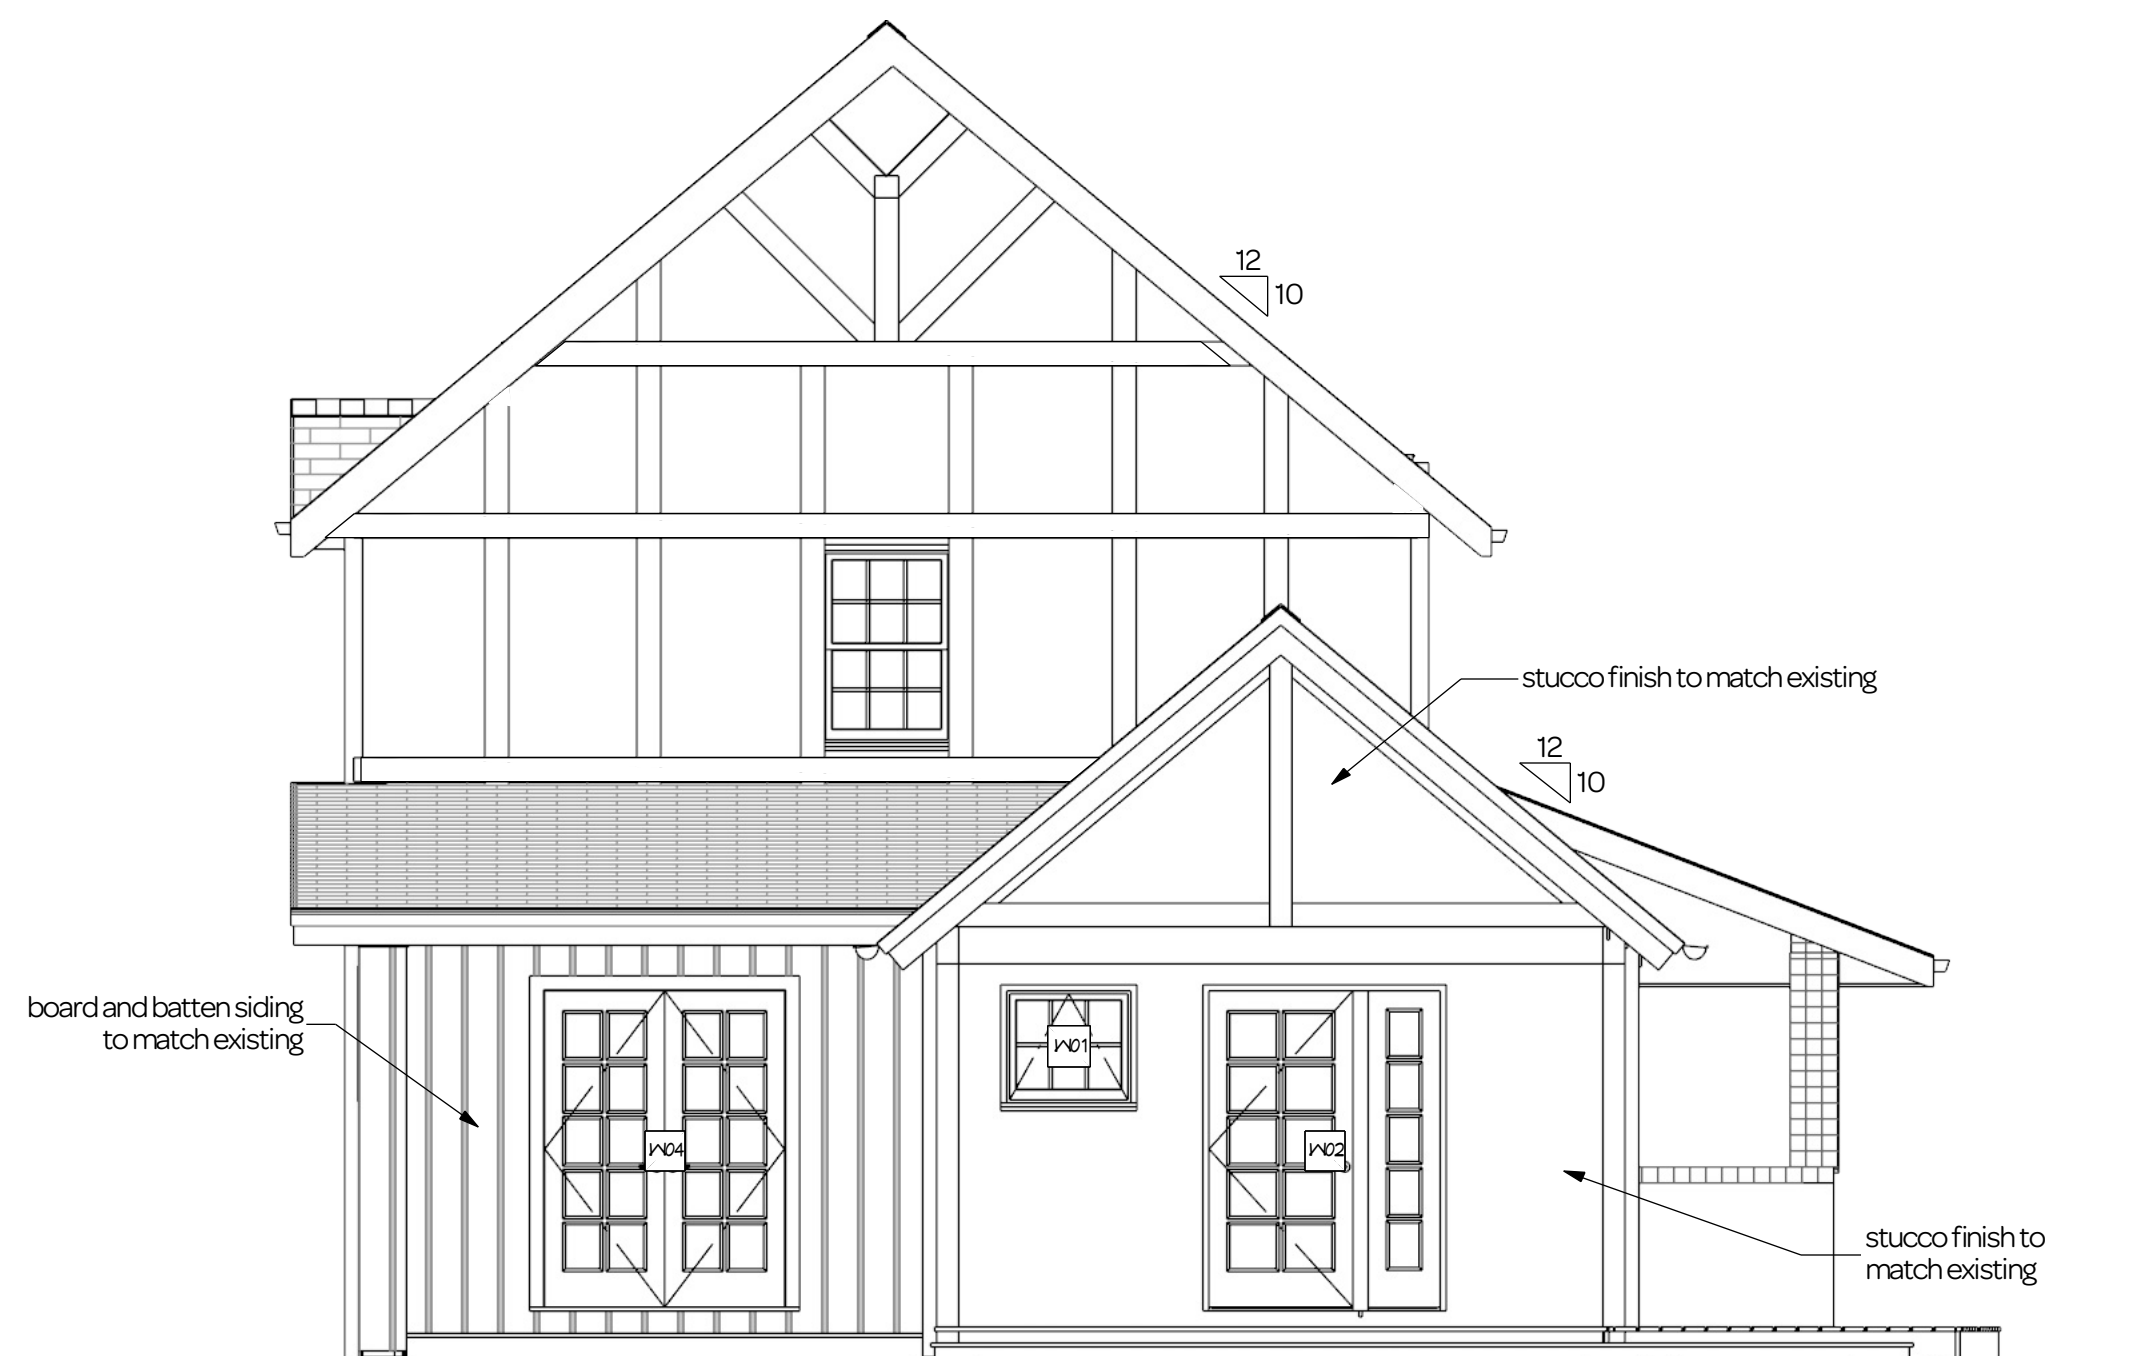 12
10
stucco finish to match existing
12
10
board and batten siding
to match existing
W01
W04
W02
stucco finish to
match existing